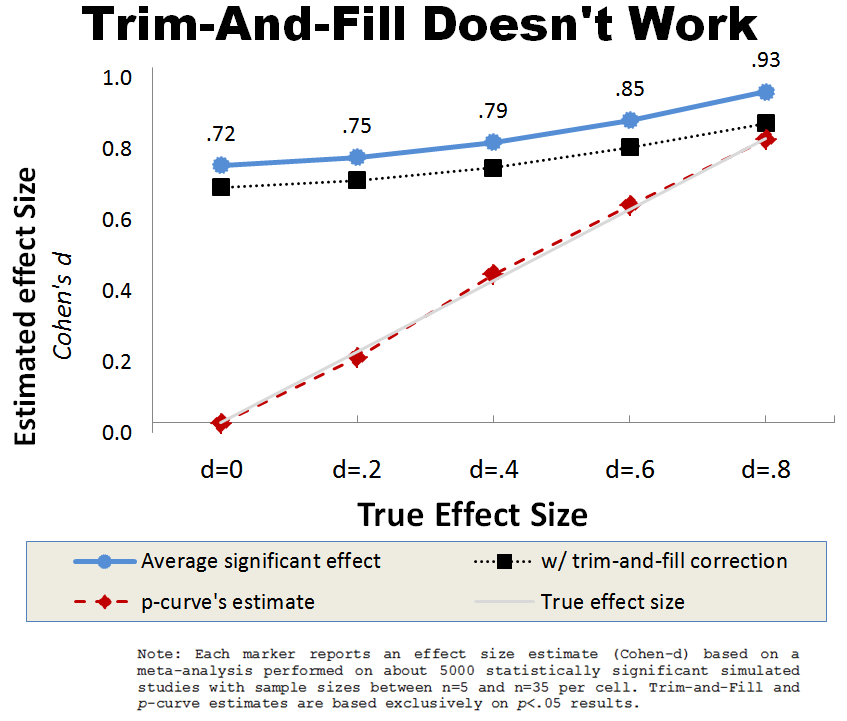 Trim-And-Fill Doesn't Work
Estimated effect Size
Cohen's d
1.0
0.8
0.6
0.4
0.2
0.0
.72
.75
.79
.85
.93
d=0
d=.2
d=.4
d=.6
d=.8
True Effect Size
Average significant effect
w/ trim-and-fill correction
p-curve's estimate
True effect size
Note: Each marker reports an effect size estimate (Cohen-d) based on a
meta-analysis performed on about 5000 statistically significant simulated
studies with sample sizes between n=5 and n=35 per cell. Trim-and-Fill and
p-curve estimates are based exclusively on p<.05 results.